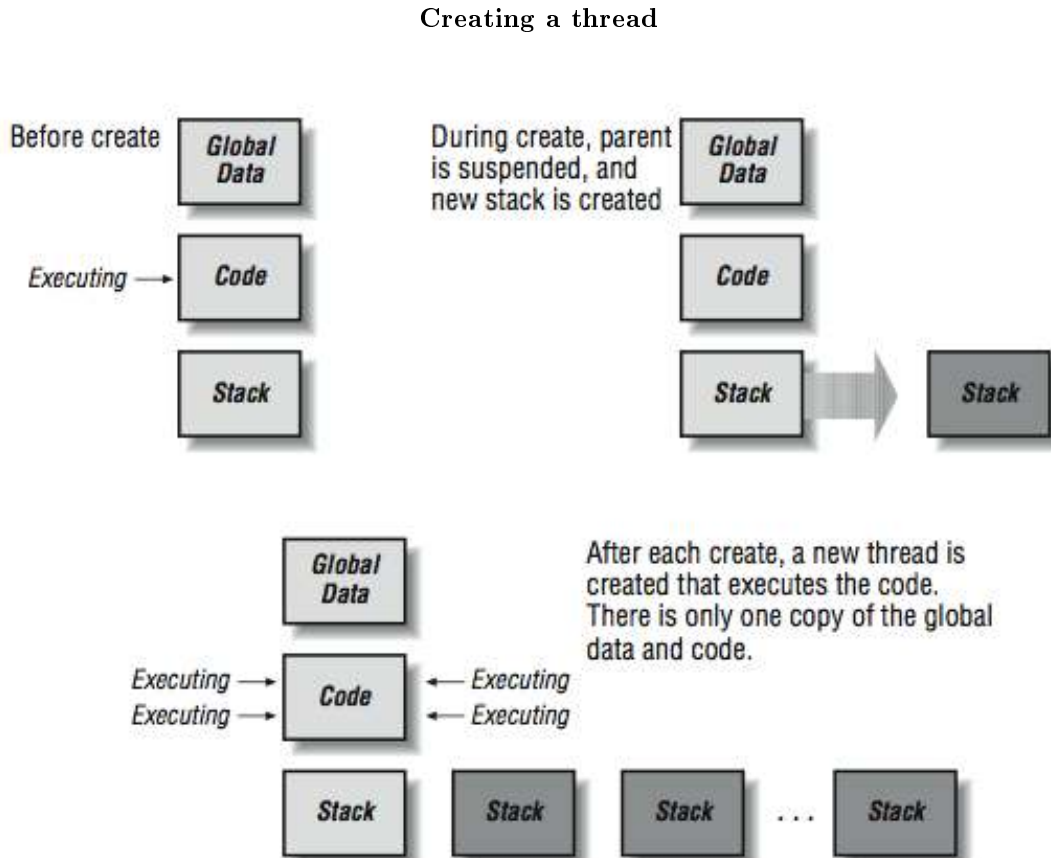 Creating a thread
Before create
Global
Data
Executing
Code
Stack
During create, parent
is suspended, and
new stack is created
Global
Data
Code
Stack
Stack
Global
Data
After each create, a new thread is
created that executes the code.
There is only one copy of the global
data and code.
Executing
Executing
Code
Executing
Executing
Stack
Stack
Stack
...
Stack